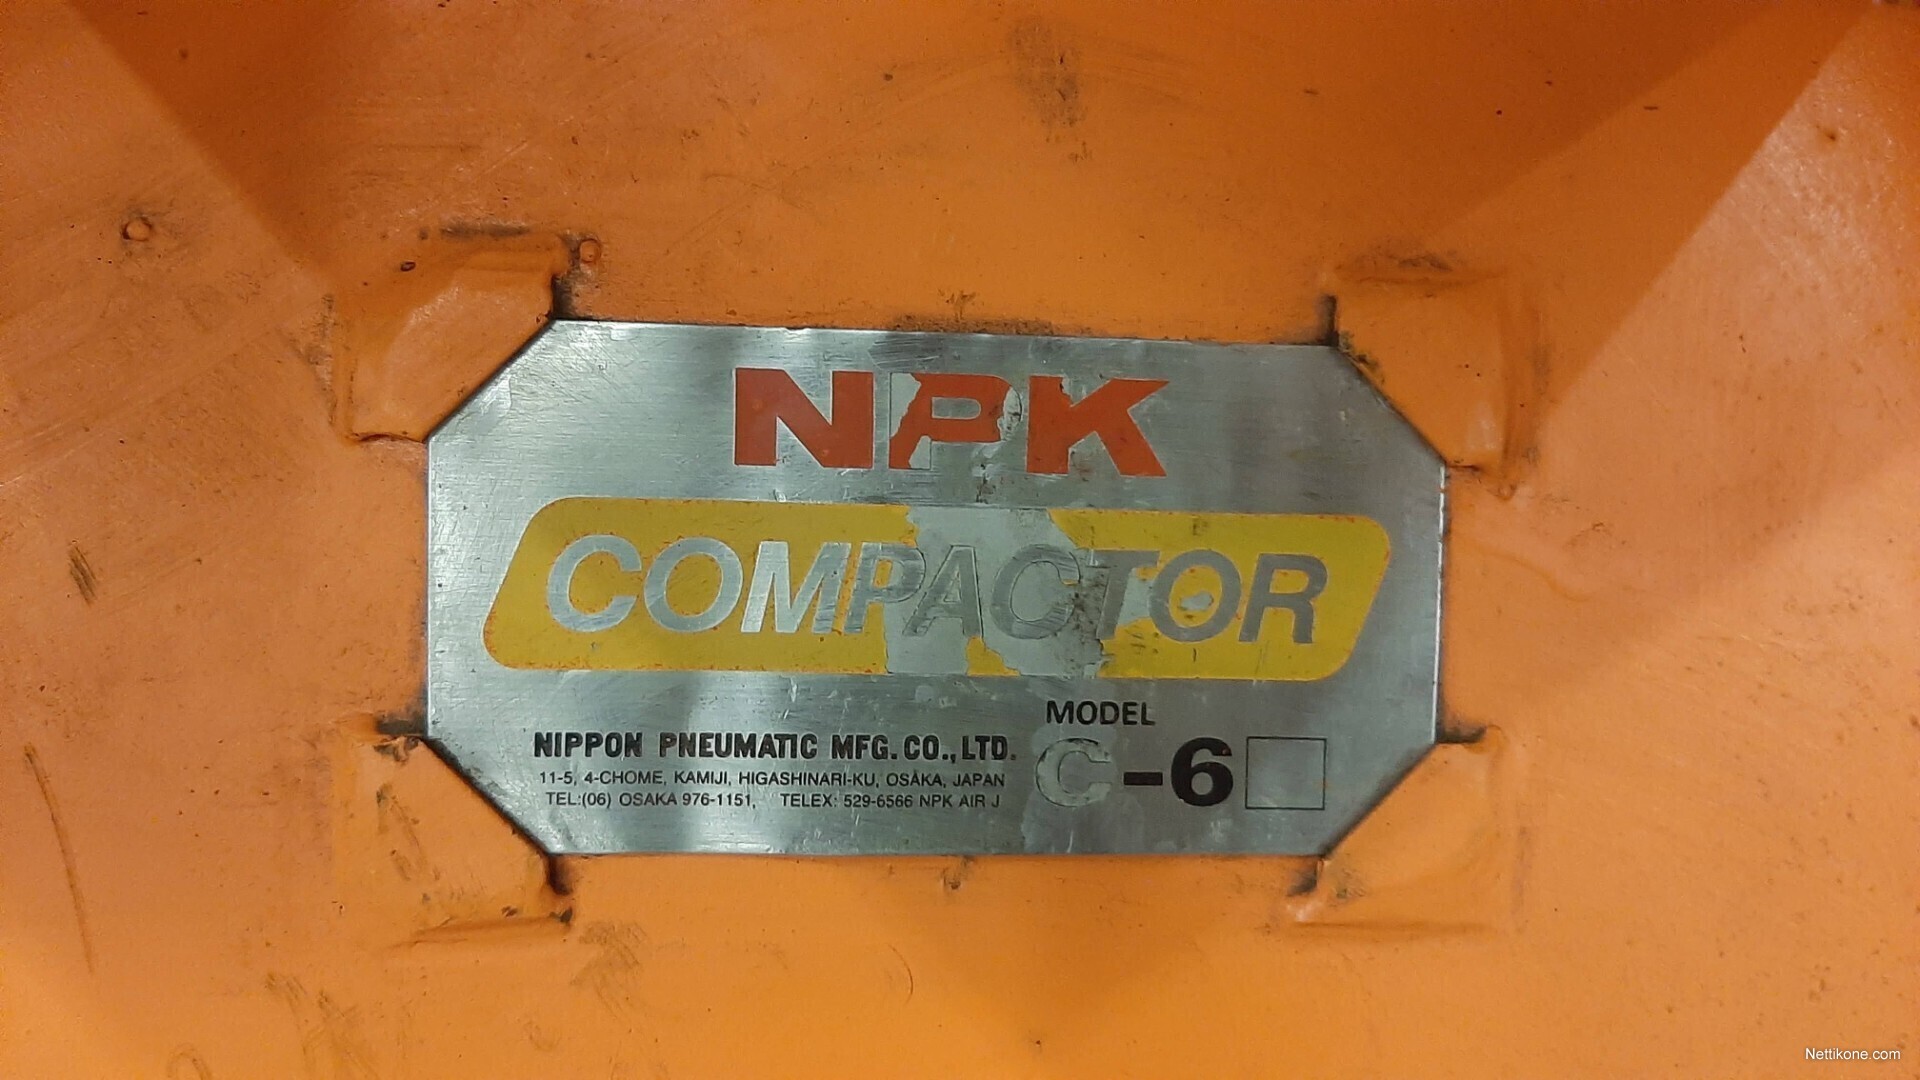 NPK
COMPACTOR
MODEL
C-6
NIPPON PNEUMATIC MFG. CO., LTD.
11-5, 4-CHOME, KAMIJI, HIGASHINARI-KU, OSAKA, JAPAN
TEL:(06) OSAKA 976-1151, TELEX: 529-6566 NPK AIR J
Nettikone.com